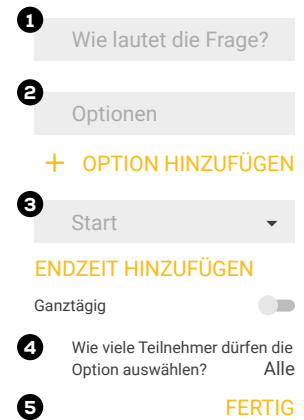 1
Wie lautet die Frage?
2
Optionen
+ OPTION HINZUFÜGEN
3
Start
ENDZEIT HINZUFÜGEN
Ganztägig
4 Wie viele Teilnehmer dürfen die
Option auswählen? Alle
5 FERTIG